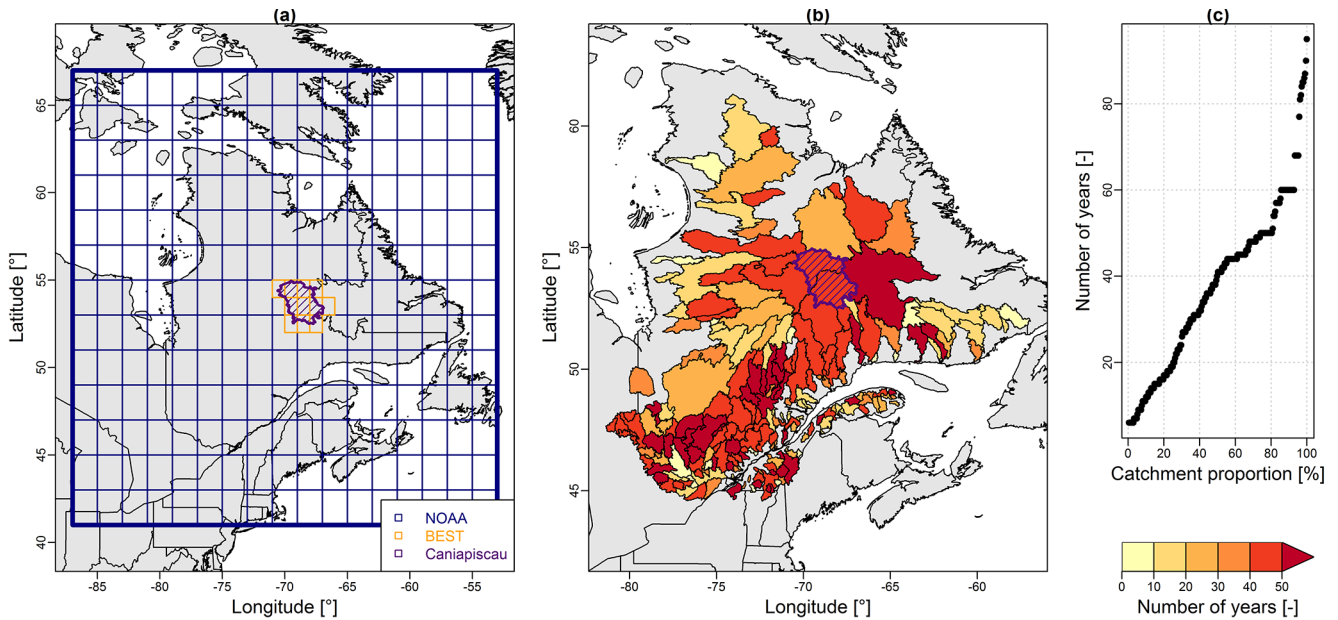 (a)
Latitude [°]
65
60
55
50
45
40
-85 -80 -75 -70 -65 -60 -55
Longitude [°]
NOAA
BEST
Caniapiscau
(b)
Latitude [°]
60
55
50
45
-80 -75 -70 -65 -60
Longitude [°]
(c)
Number of years [-]
80
60
40
20
0 20 40 60 80 100
Catchment proportion [%]
0 10 20 30 40 50
Number of years [-]